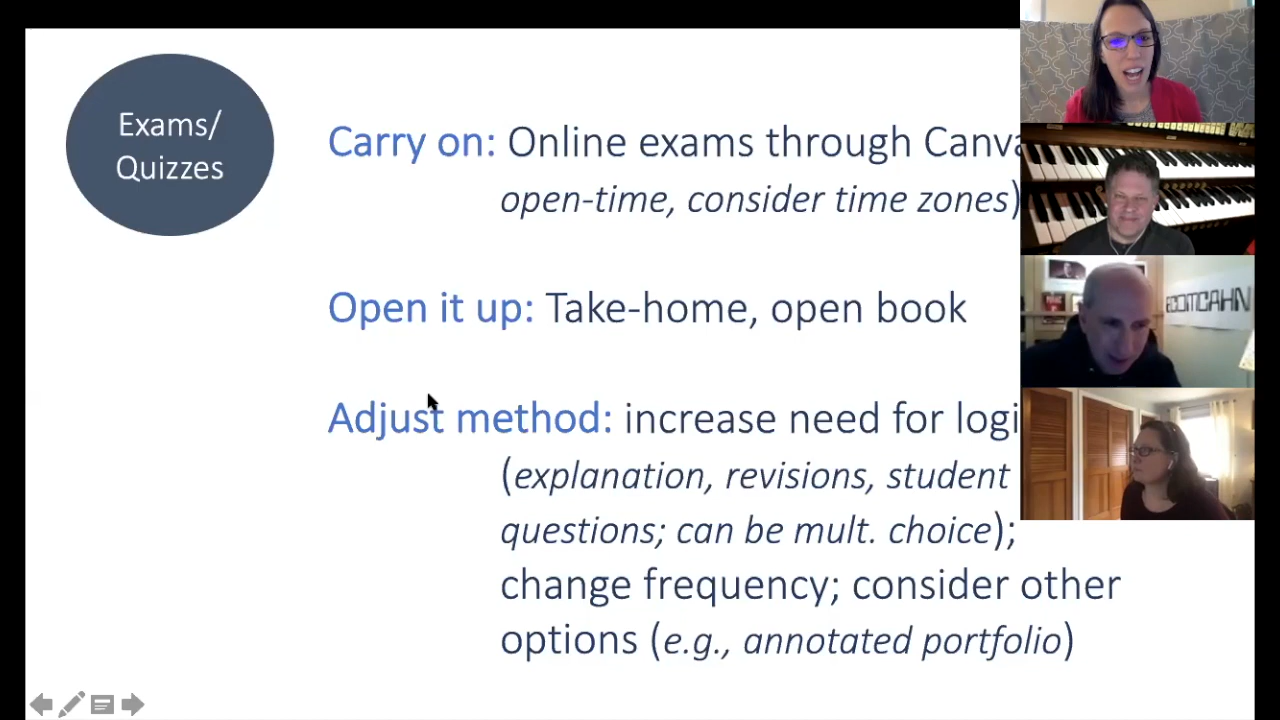 Exams/
Quizzes
Carry on: Online exams through Canva
open-time, consider time zones)
Open it up: Take-home, open book
Adjust method: increase need for logi
(explanation, revisions, student
questions; can be mult. choice);
change frequency; consider other
options (e.g., annotated portfolio)